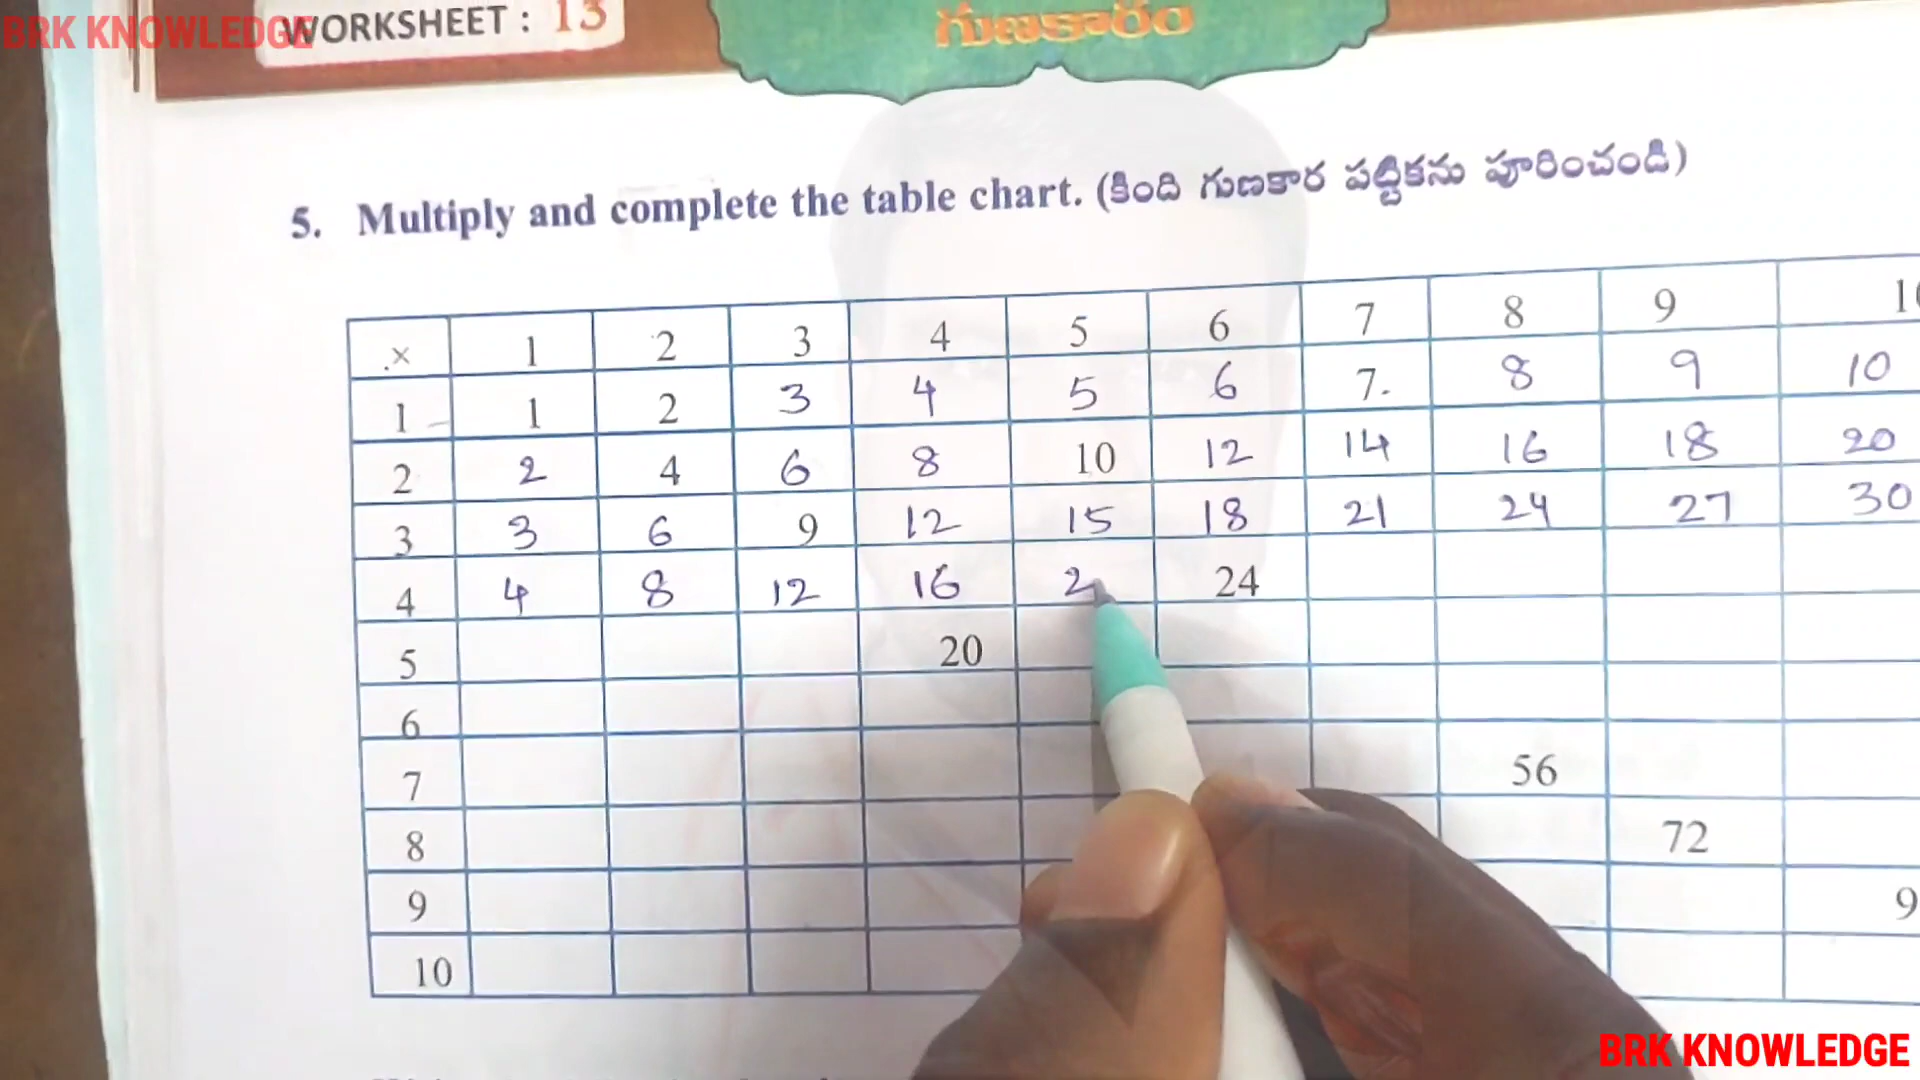 BRK KNOWLEDGE
WORKSHEET : 13
గుణకారం
5. Multiply and complete the table chart. (కింది గుణకార పట్టికను పూరించండి)
× 1 2 3 4 5 6 7 8 9
1 1 2 3 4 5 6 7. 8 9 10
2 2 4 6 8 10 12 14 16 18 20
3 3 6 9 12 15 18 21 24 27 30
4 4 8 12 16 2 24
5 20
6
7 56
8 72
9 9
10
BRK KNOWLEDGE